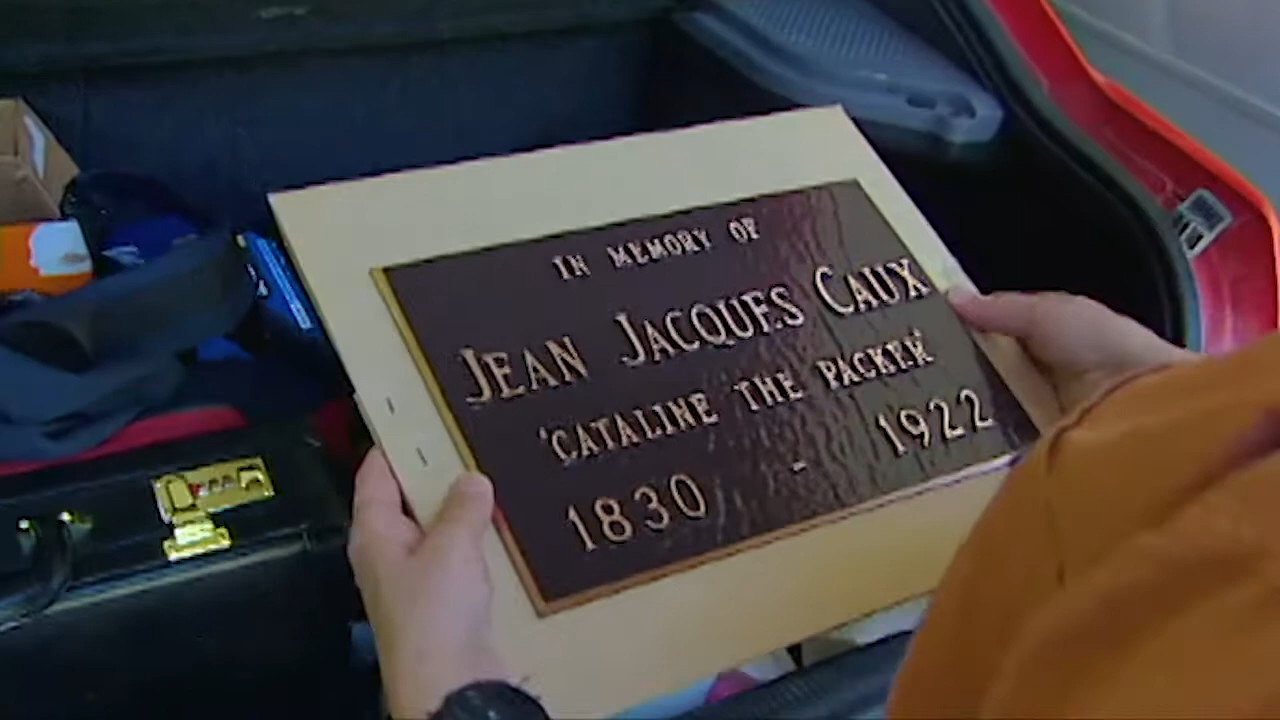 IN MEMORY OF
JEAN JACQUES CAUX
'CATALINE THE PACKER'
1830 - 1922